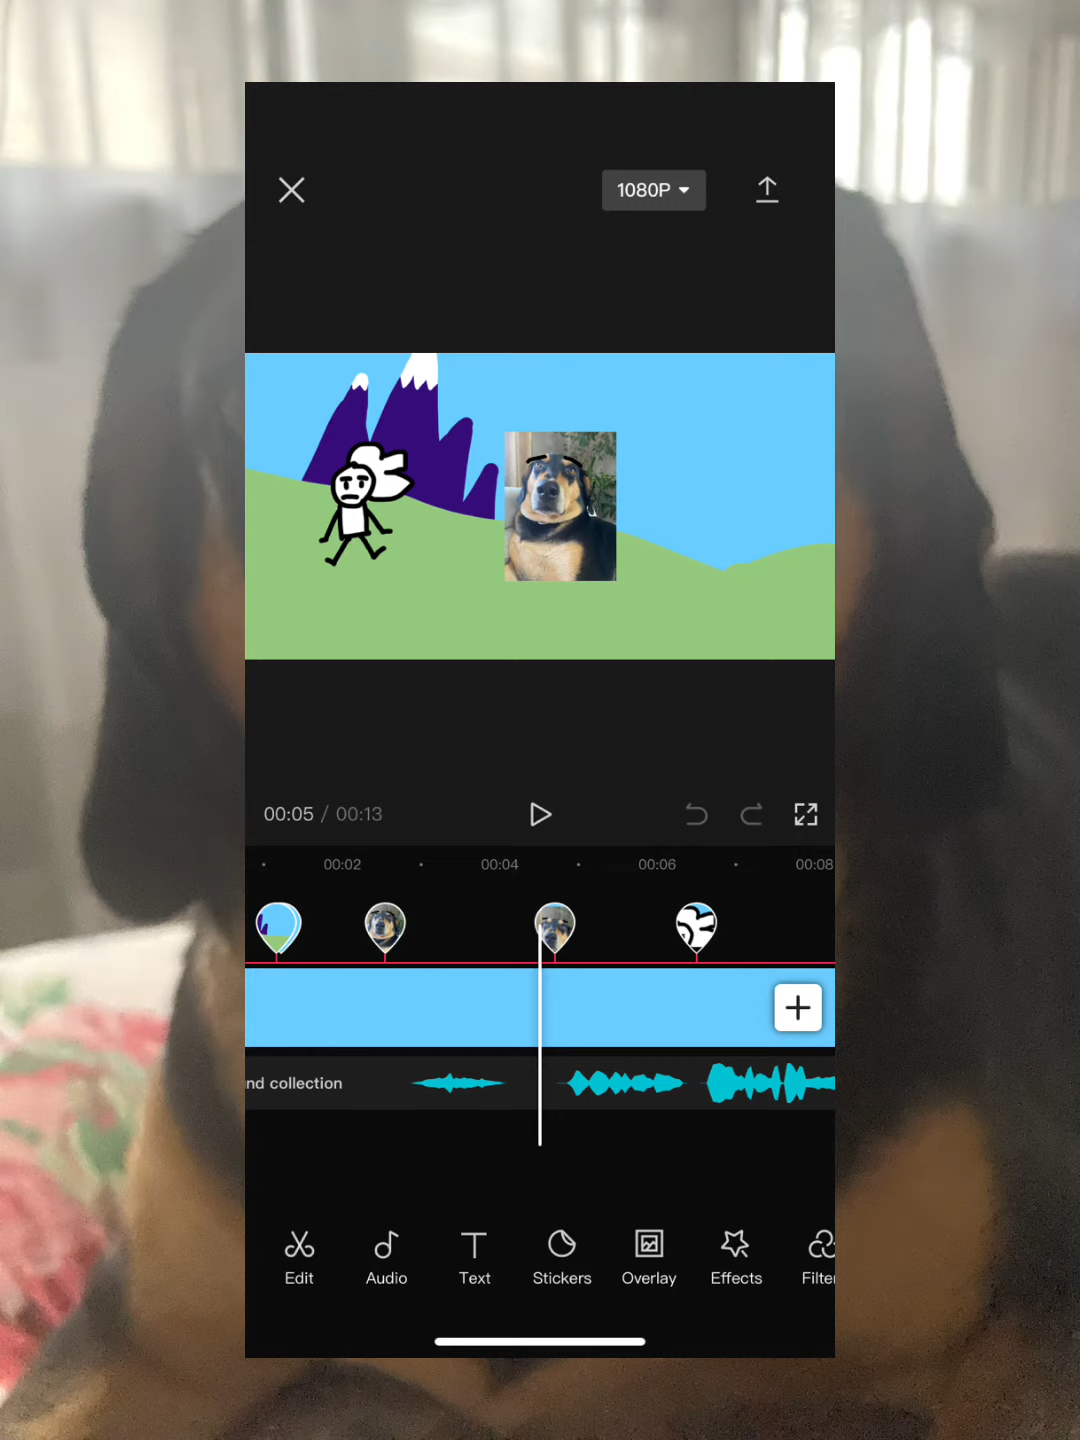 1080P
00:05 / 00:13
00:02 00:04 00:06 00:08
nd collection
Edit Audio Text Stickers Overlay Effects Filter